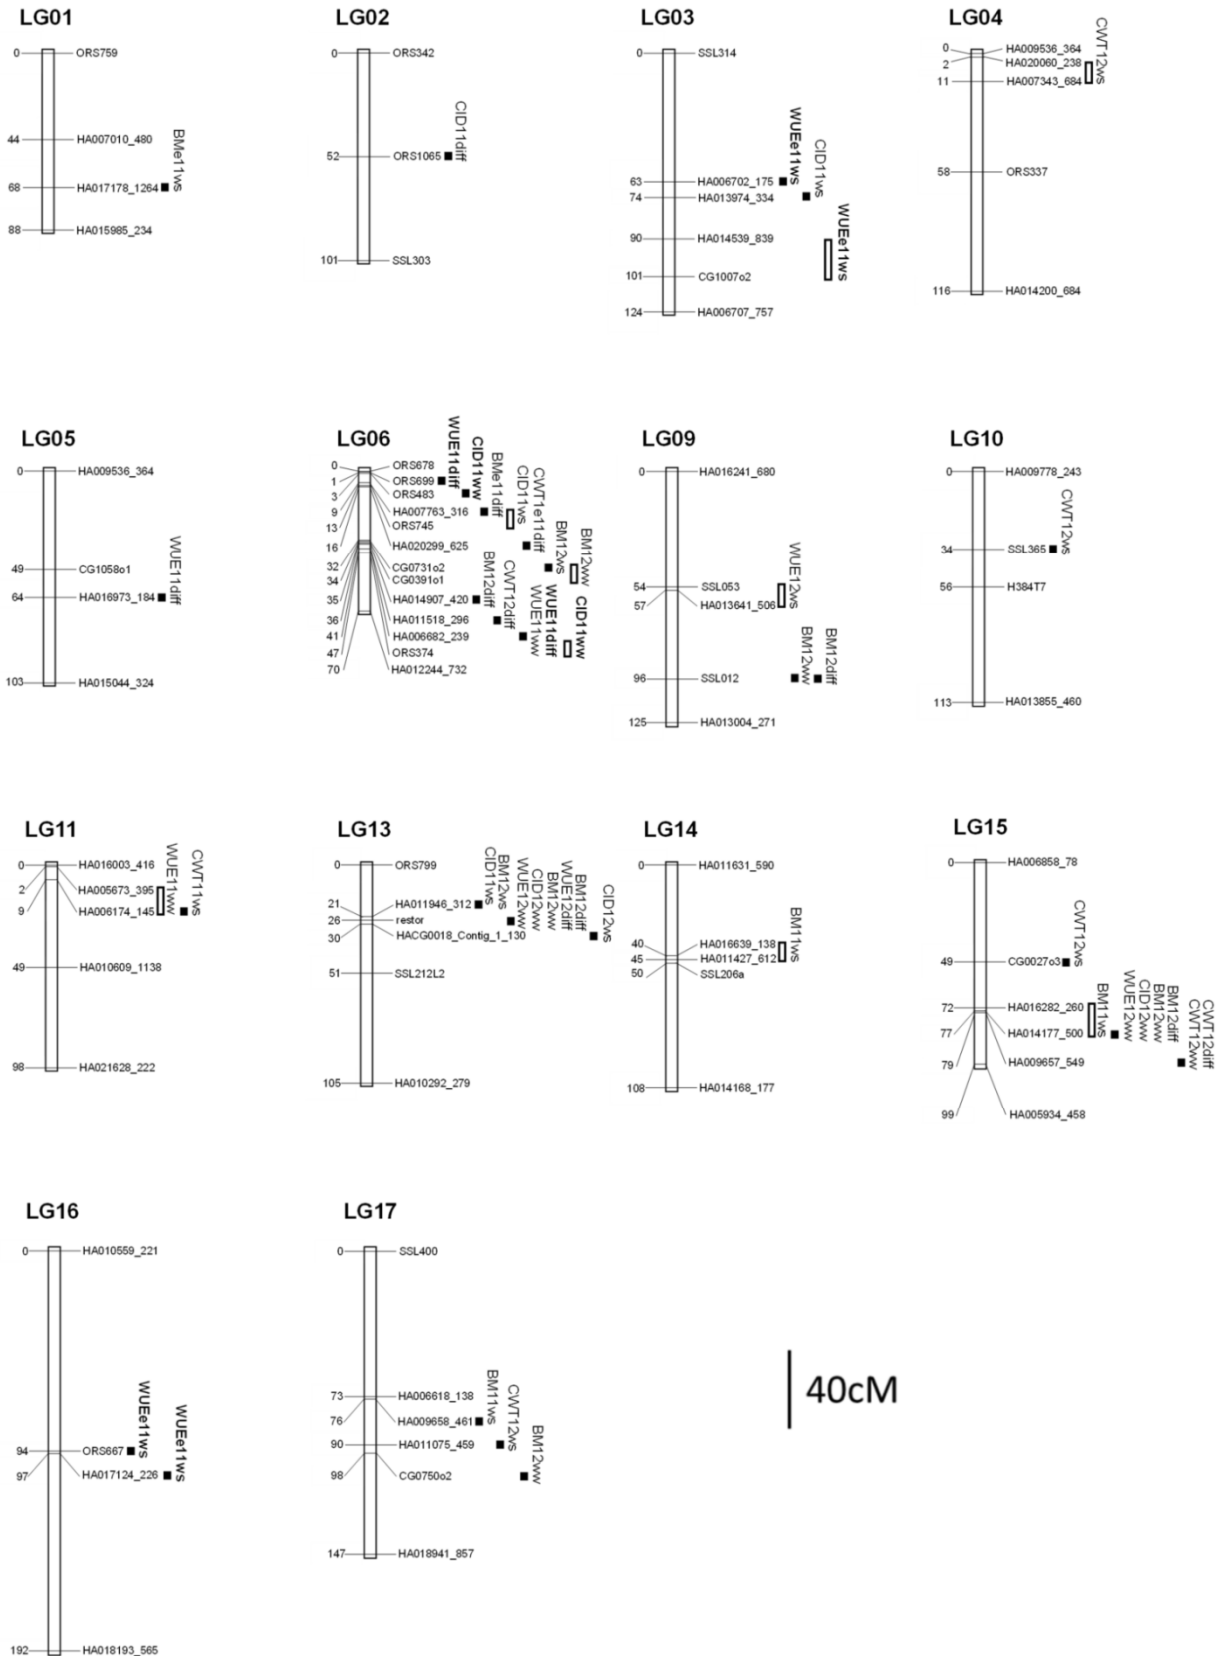 LG01
0 ORS759
44 HA007010_480
68 HA017178_1264
88 HA015985_234
BMe11ws
LG02
0 ORS342
52 ORS1065
101 SSL303
CID11diff
LG03
0 SSL314
63 HA006702_175
74 HA013974_334
90 HA014539_839
101 CG1007o2
124 HA006707_757
WUEe11ws
CID11ws
WUEe11ws
LG04
0 HA009536_364
2 HA020060_238
11 HA007343_684
58 ORS337
116 HA014200_684
CWT12ws
LG05
0 HA009536_364
49 CG1058o1
64 HA016973_184
103 HA015044_324
WUE11diff
LG06
0 ORS678
1 ORS699
3 ORS483
9 HA007763_316
13 ORS745
16 HA020299_625
32 CG0731o2
34 CG0391o1
35 HA014907_420
36 HA011518_296
41 HA006682_239
47 ORS374
70 HA012244_732
WUE11diff
CID11ww
BMe11diff
CID11ws
CWT1e11diff
BM12ws
BM12ww
BM12diff
CWT12diff
WUE11ww
WUE11diff
CID11ww
LG09
0 HA016241_680
54 SSL053
57 HA013641_506
96 SSL012
125 HA013004_271
WUE12ws
BM12ww
BM12diff
LG10
0 HA009778_243
34 SSL365
56 H384T7
113 HA013855_460
CWT12ws
LG11
0 HA016003_416
2 HA005673_395
9 HA006174_145
49 HA010609_1138
98 HA021628_222
WUE11ww
CWT11ws
LG13
0 ORS799
21 HA011946_312
26 restor
30 HACG0018_Contig_1_130
51 SSL212L2
105 HA010292_279
CID11ws
BM12ws
WUE12ww
CID12ww
BM12ww
WUE12diff
BM12diff
CID12ws
LG14
0 HA011631_590
40 HA016639_138
45 HA011427_612
50 SSL206a
108 HA014168_177
BM11ws
LG15
0 HA006858_78
49 CG0027o3
72 HA016282_260
77 HA014177_500
79 HA009657_549
99 HA005934_458
CWT12ws
BM11ws
WUE12ww
CID12ww
BM12ww
BM12diff
CWT12ww
CWT12diff
LG16
0 HA010559_221
94 ORS667
97 HA017124_226
192 HA018193_565
WUEe11ws
WUEe11ws
LG17
0 SSL400
73 HA006618_138
76 HA009658_461
90 HA011075_459
98 CG0750o2
147 HA018941_857
BM11ws
CWT12ws
BM12ww
40cM